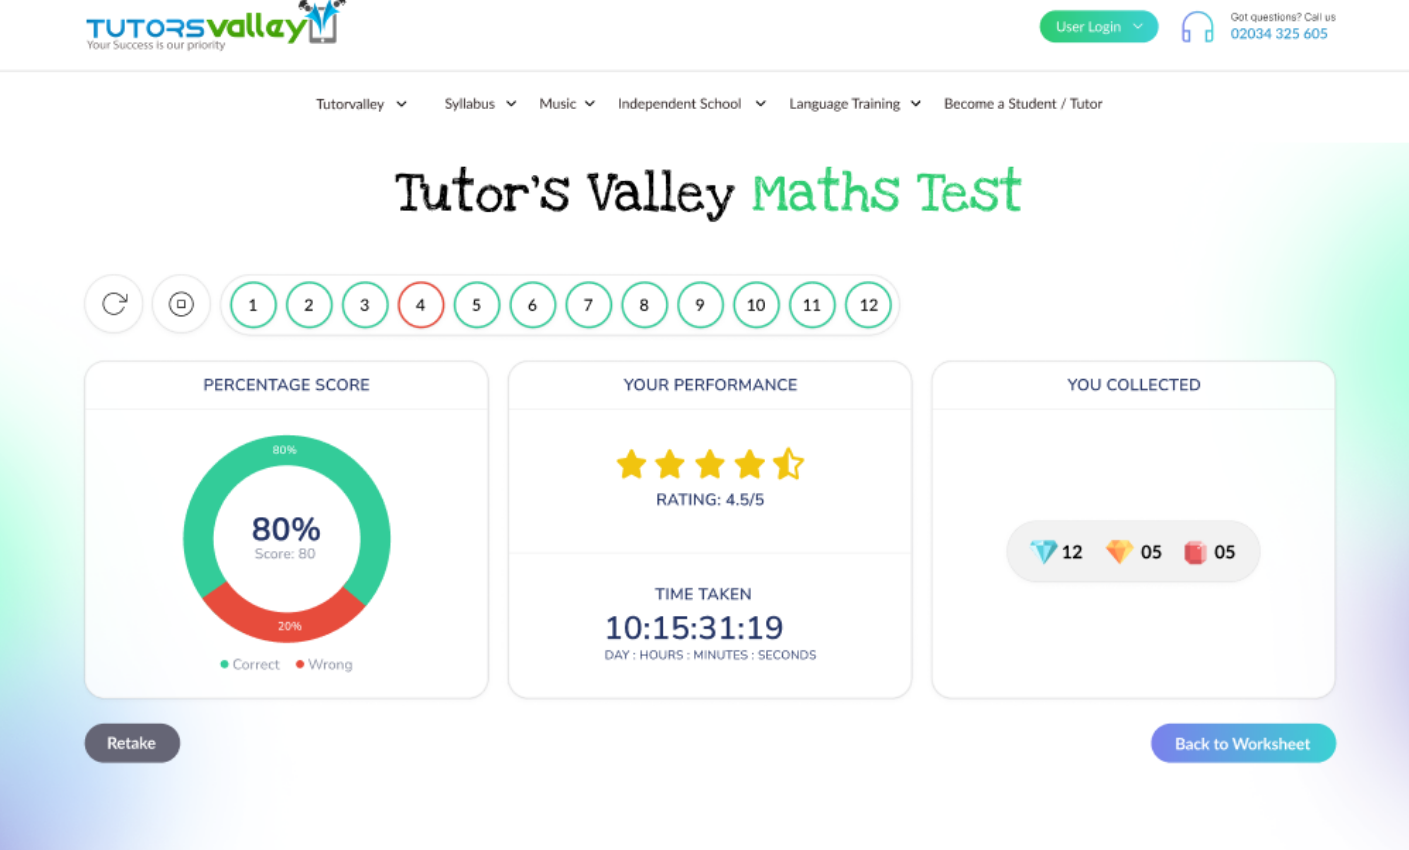 TUTORSvalley
Your Success is our priority
User Login
Got questions? Call us
02034 325 605
Tutorvalley Syllabus Music Independent School Language Training Become a Student / Tutor
Tutor's Valley Maths Test
1 2 3 4 5 6 7 8 9 10 11 12
PERCENTAGE SCORE
80%
80%
Score: 80
20%
Correct Wrong
YOUR PERFORMANCE
RATING: 4.5/5
TIME TAKEN
10:15:31:19
DAY : HOURS : MINUTES : SECONDS
YOU COLLECTED
12 05 05
Retake
Back to Worksheet